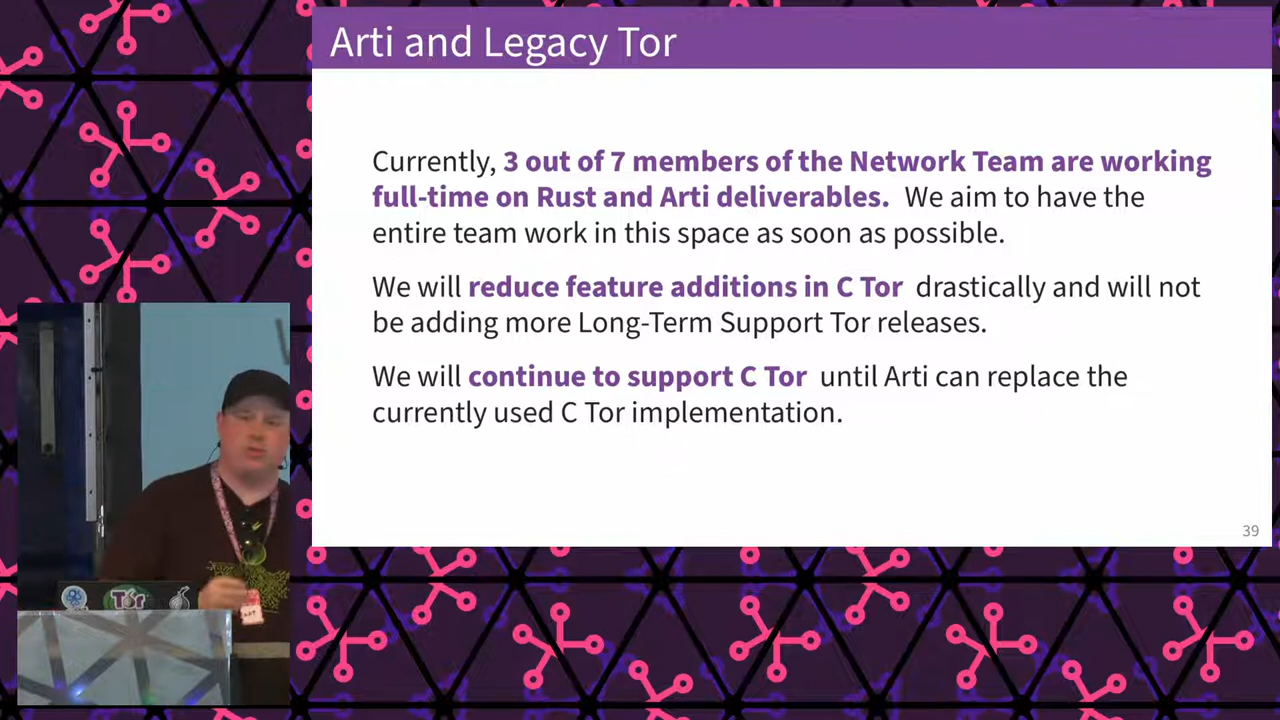 Arti and Legacy Tor
Currently, 3 out of 7 members of the Network Team are working
full-time on Rust and Arti deliverables. We aim to have the
entire team work in this space as soon as possible.
We will reduce feature additions in C Tor drastically and will not
be adding more Long-Term Support Tor releases.
We will continue to support C Tor until Arti can replace the
currently used C Tor implementation.
39
Tor